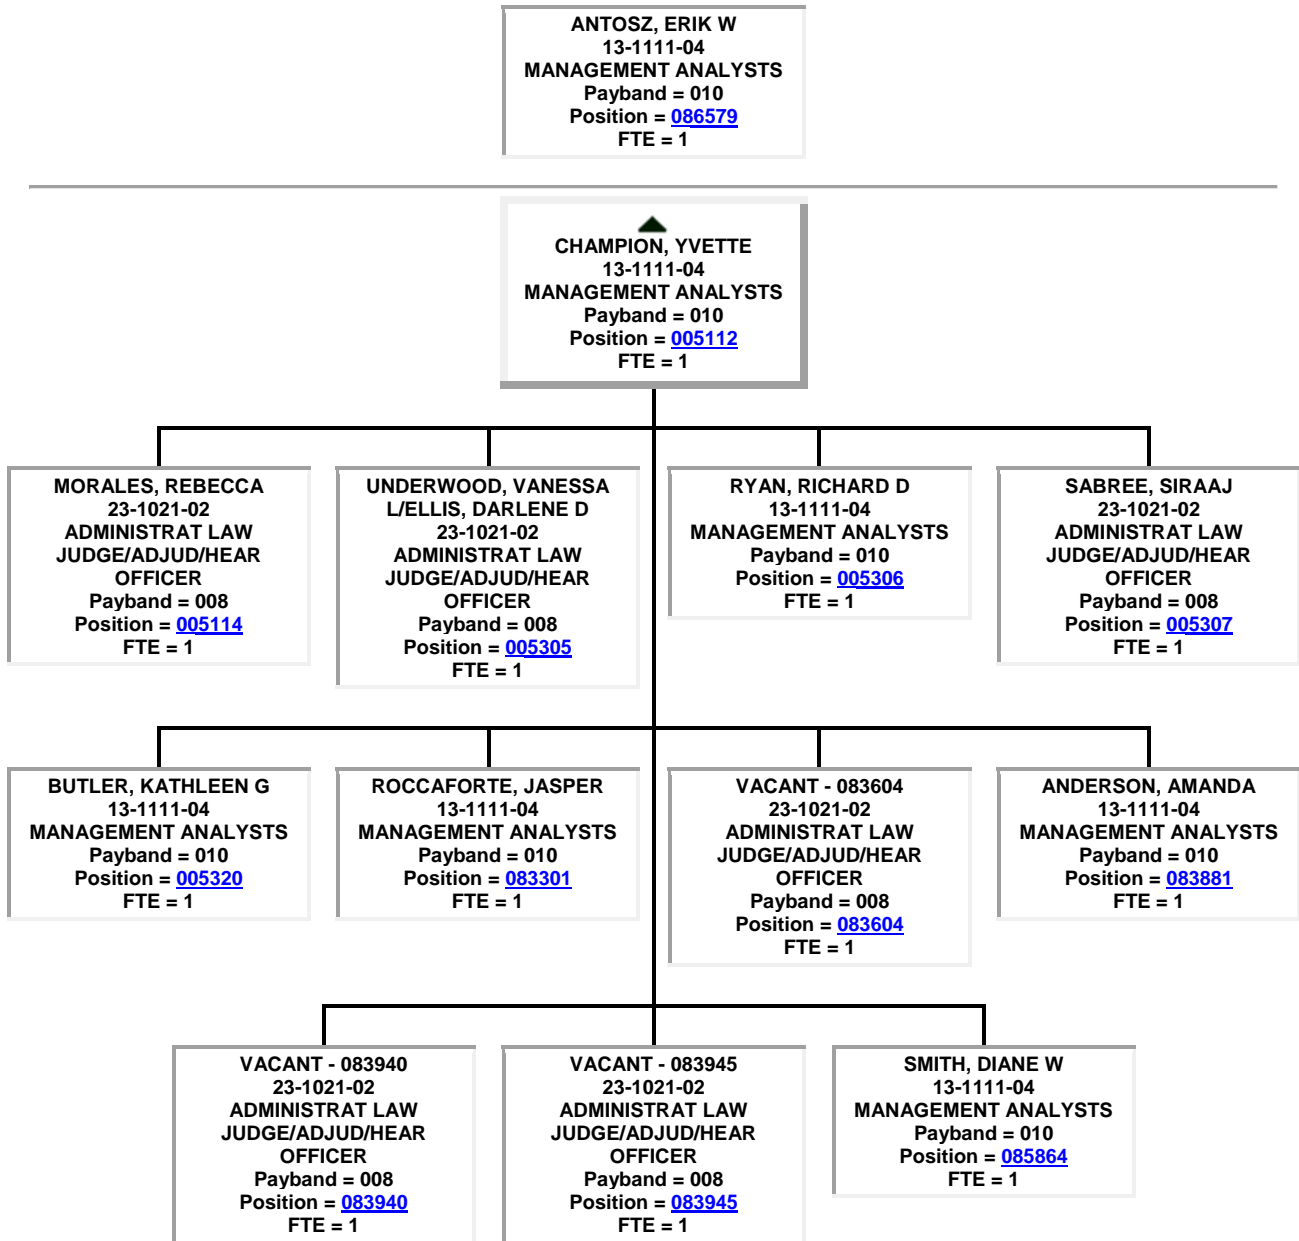 ANTOSZ, ERIK W
13-1111-04
MANAGEMENT ANALYSTS
Payband = 010
Position = 086579
FTE = 1
CHAMPION, YVETTE
13-1111-04
MANAGEMENT ANALYSTS
Payband = 010
Position = 005112
FTE = 1
MORALES, REBECCA
23-1021-02
ADMINISTRAT LAW
JUDGE/ADJUD/HEAR
OFFICER
Payband = 008
Position = 005114
FTE = 1
UNDERWOOD, VANESSA
L/ELLIS, DARLENE D
23-1021-02
ADMINISTRAT LAW
JUDGE/ADJUD/HEAR
OFFICER
Payband = 008
Position = 005305
FTE = 1
RYAN, RICHARD D
13-1111-04
MANAGEMENT ANALYSTS
Payband = 010
Position = 005306
FTE = 1
SABREE, SIRAAJ
23-1021-02
ADMINISTRAT LAW
JUDGE/ADJUD/HEAR
OFFICER
Payband = 008
Position = 005307
FTE = 1
BUTLER, KATHLEEN G
13-1111-04
MANAGEMENT ANALYSTS
Payband = 010
Position = 005320
FTE = 1
ROCCAFORTE, JASPER
13-1111-04
MANAGEMENT ANALYSTS
Payband = 010
Position = 083301
FTE = 1
VACANT - 083604
23-1021-02
ADMINISTRAT LAW
JUDGE/ADJUD/HEAR
OFFICER
Payband = 008
Position = 083604
FTE = 1
ANDERSON, AMANDA
13-1111-04
MANAGEMENT ANALYSTS
Payband = 010
Position = 083881
FTE = 1
VACANT - 083940
23-1021-02
ADMINISTRAT LAW
JUDGE/ADJUD/HEAR
OFFICER
Payband = 008
Position = 083940
FTE = 1
VACANT - 083945
23-1021-02
ADMINISTRAT LAW
JUDGE/ADJUD/HEAR
OFFICER
Payband = 008
Position = 083945
FTE = 1
SMITH, DIANE W
13-1111-04
MANAGEMENT ANALYSTS
Payband = 010
Position = 085864
FTE = 1